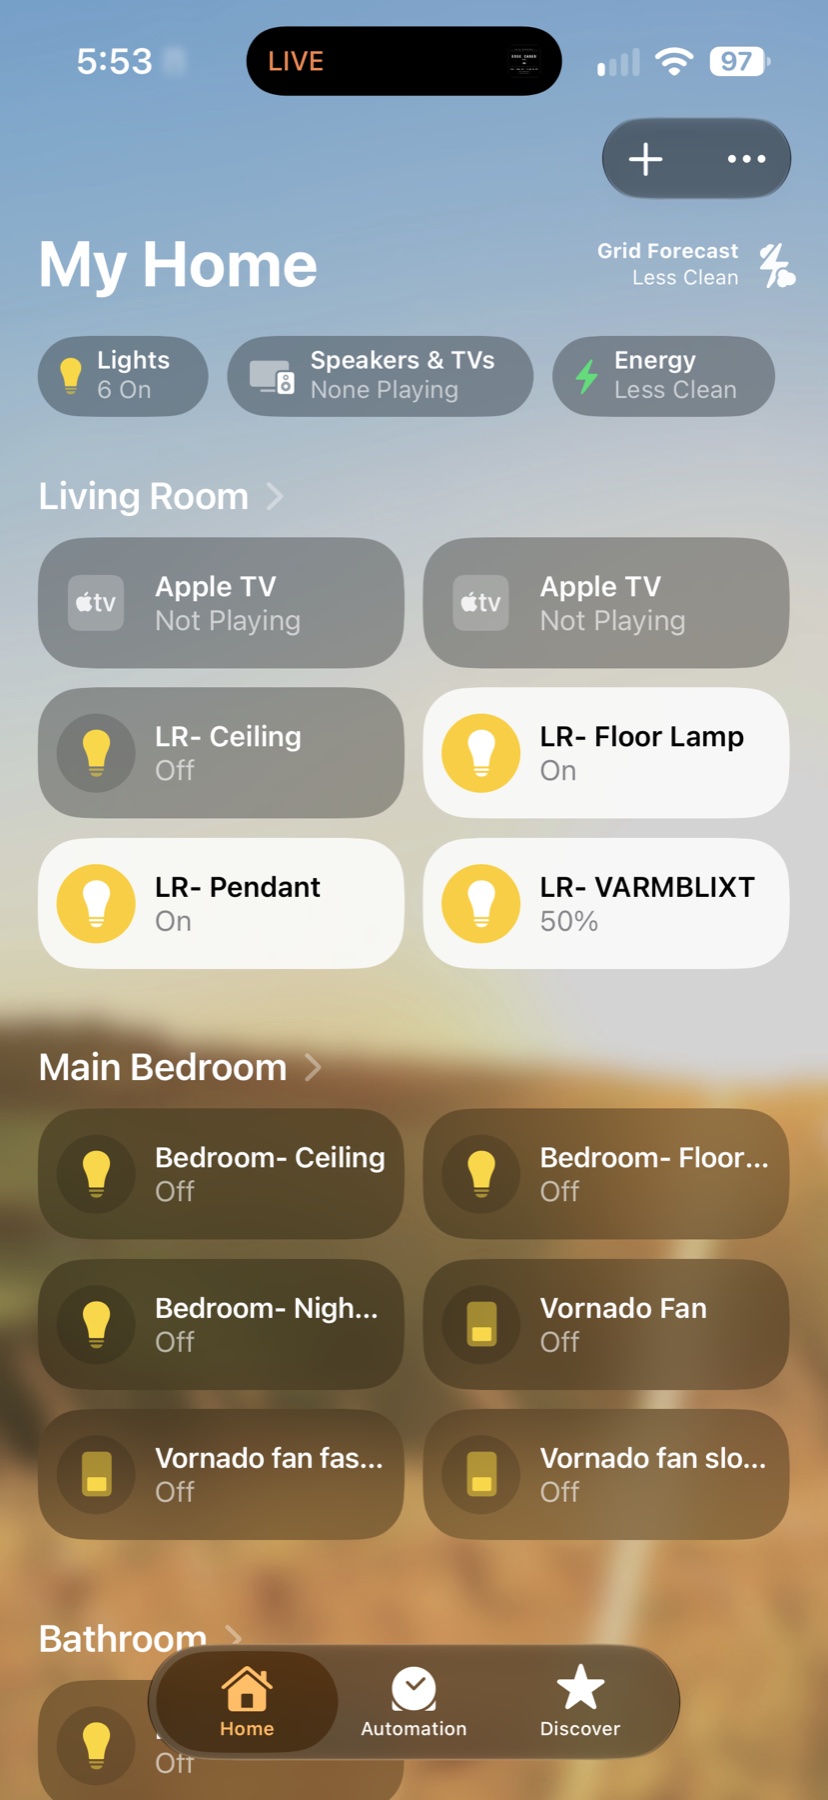 5:53
LIVE
97
My Home
Grid Forecast
Less Clean
Lights
6 On
Speakers & TVs
None Playing
Energy
Less Clean
Living Room
tv
Apple TV
Not Playing
tv
Apple TV
Not Playing
LR- Ceiling
Off
LR- Floor Lamp
On
LR- Pendant
On
LR- VARMBLIXT
50%
Main Bedroom
Bedroom- Ceiling
Off
Bedroom- Floor...
Off
Bedroom- Nigh...
Off
Vornado Fan
Off
Vornado fan fas...
Off
Vornado fan slo...
Off
Bathroom
Off
Home
Automation
Discover